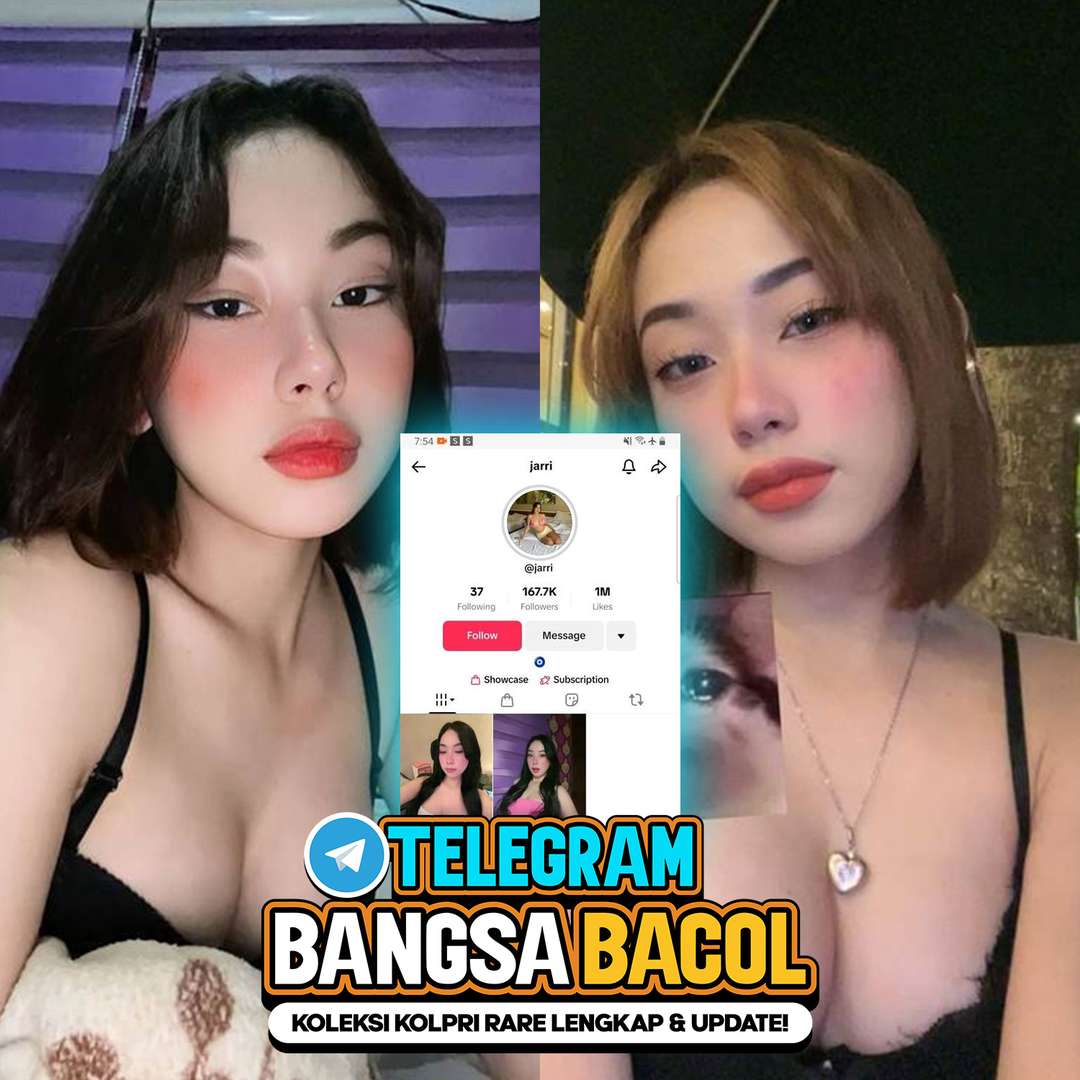 7:54
jarri
@jarri
37 167.7K 1M
Following Followers Likes
Follow Message
Showcase Subscription
TELEGRAM
BANGSA BACOL
KOLEKSI KOLPRI RARE LENGKAP & UPDATE!